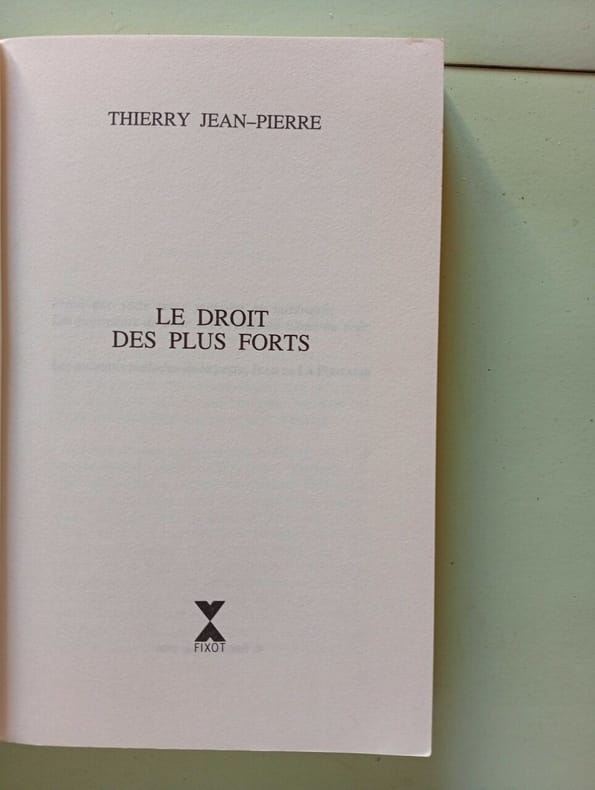 THIERRY JEAN–PIERRE
LE DROIT
DES PLUS FORTS
FIXOT